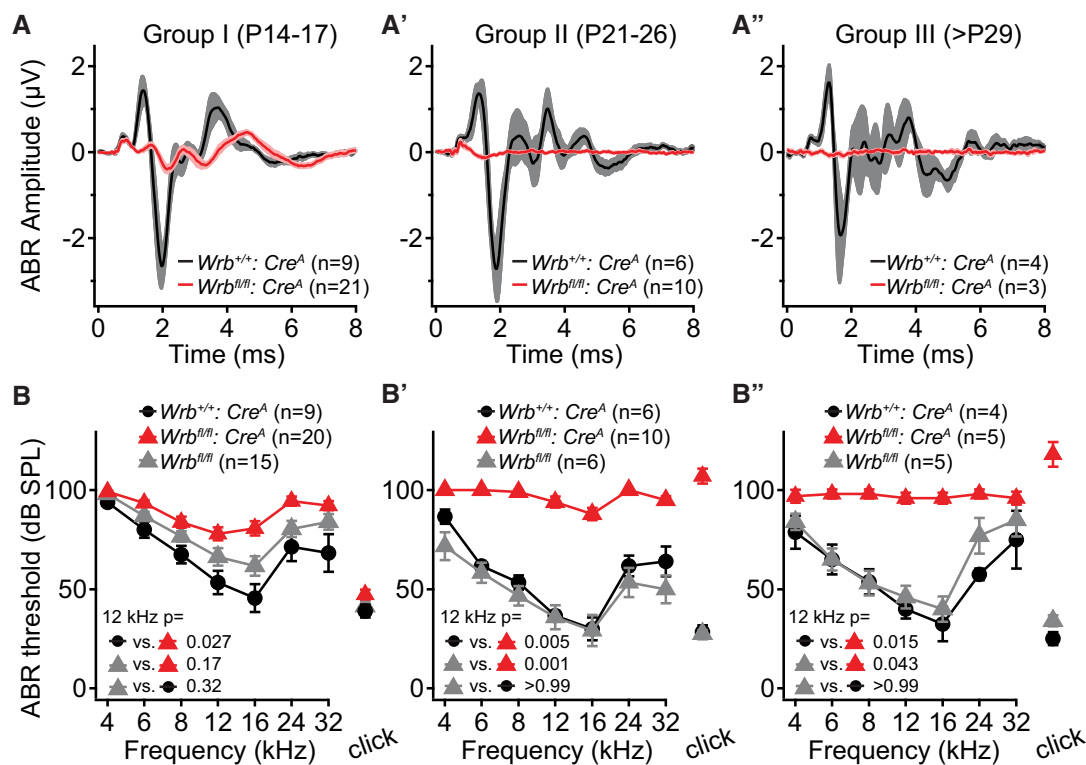 A
Group I (P14-17)
A'
Group II (P21-26)
A"
Group III (>P29)
ABR Amplitude (µV)
2
0
-2
Wrb+/+: CreA (n=9)
Wrbfl/fl: CreA (n=21)
0 2 4 6 8
Time (ms)
2
0
-2
Wrb+/+: CreA (n=6)
Wrbfl/fl: CreA (n=10)
0 2 4 6 8
Time (ms)
2
0
-2
Wrb+/+: CreA (n=4)
Wrbfl/fl: CreA (n=3)
0 2 4 6 8
Time (ms)
B
Wrb+/+: CreA (n=9)
Wrbfl/fl: CreA (n=20)
Wrbfl/fl (n=15)
ABR threshold (dB SPL)
100
50
0
12 kHz p=
vs. 0.027
vs. 0.17
vs. 0.32
4 6 8 12 16 24 32
click
Frequency (kHz)
B'
Wrb+/+: CreA (n=6)
Wrbfl/fl: CreA (n=10)
Wrbfl/fl (n=6)
100
50
0
12 kHz p=
vs. 0.005
vs. 0.001
vs. >0.99
4 6 8 12 16 24 32
click
Frequency (kHz)
B"
Wrb+/+: CreA (n=4)
Wrbfl/fl: CreA (n=5)
Wrbfl/fl (n=5)
100
50
0
12 kHz p=
vs. 0.015
vs. 0.043
vs. >0.99
4 6 8 12 16 24 32
click
Frequency (kHz)